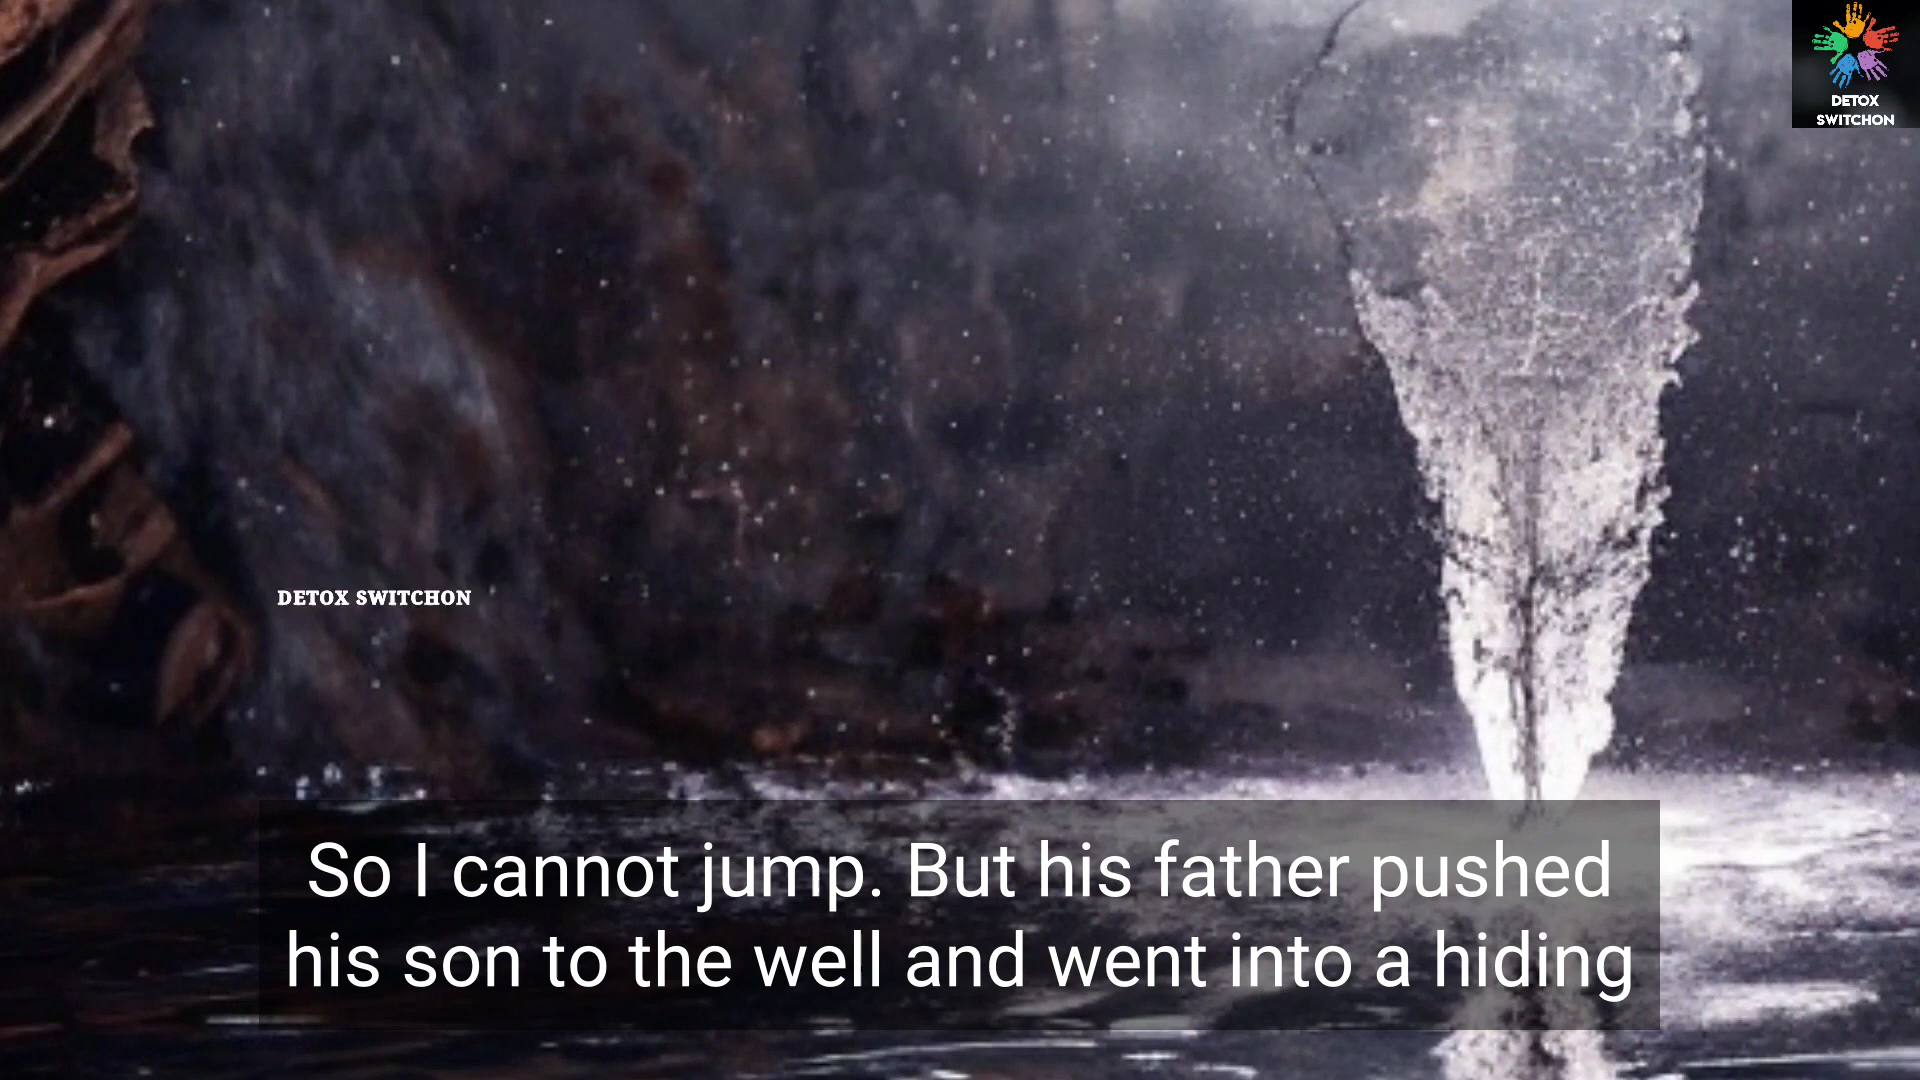 DETOX
SWITCHON
DETOX SWITCHON
So I cannot jump. But his father pushed
his son to the well and went into a hiding